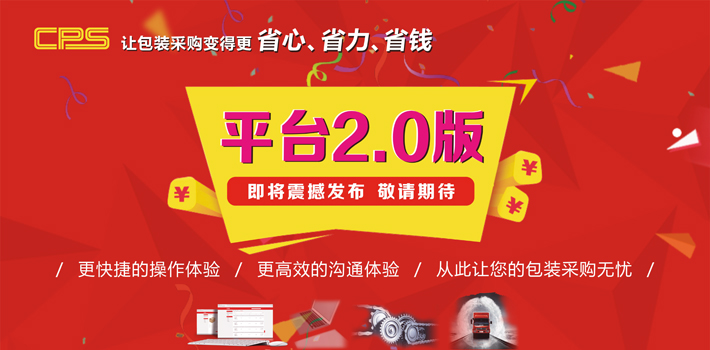 CPS 让包装采购变得更 省心、省力、省钱
平台2.0版
即将震撼发布 敬请期待
¥
¥
¥
/ 更快捷的操作体验 / 更高效的沟通体验 / 从此让您的包装采购无忧 /